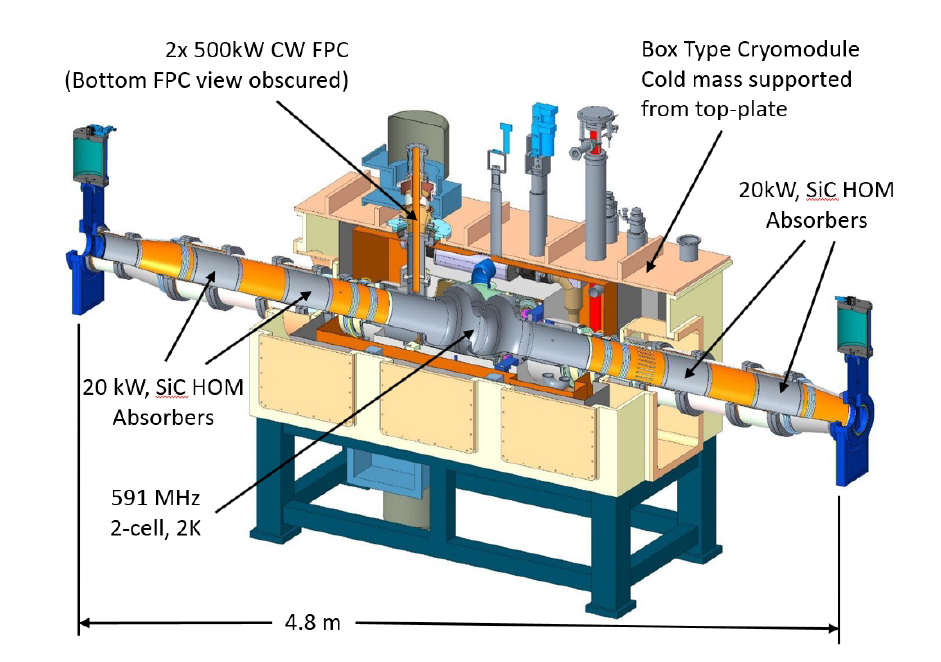 2x 500kW CW FPC
(Bottom FPC view obscured)
Box Type Cryomodule
Cold mass supported
from top-plate
20kW, SiC HOM
Absorbers
20 kW, SiC HOM
Absorbers
591 MHz
2-cell, 2K
4.8 m